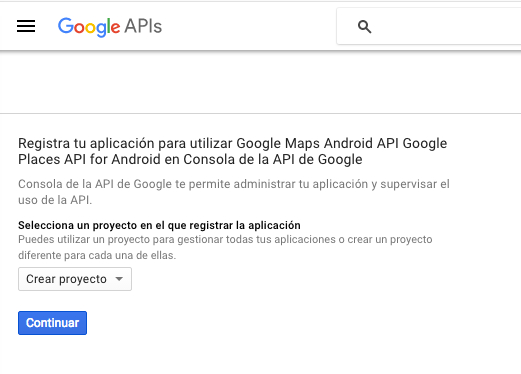 Google APIs
Registra tu aplicación para utilizar Google Maps Android API Google
Places API for Android en Consola de la API de Google
Consola de la API de Google te permite administrar tu aplicación y supervisar el
uso de la API.
Selecciona un proyecto en el que registrar la aplicación
Puedes utilizar un proyecto para gestionar todas tus aplicaciones o crear un proyecto
diferente para cada una de ellas.
Crear proyecto
Continuar